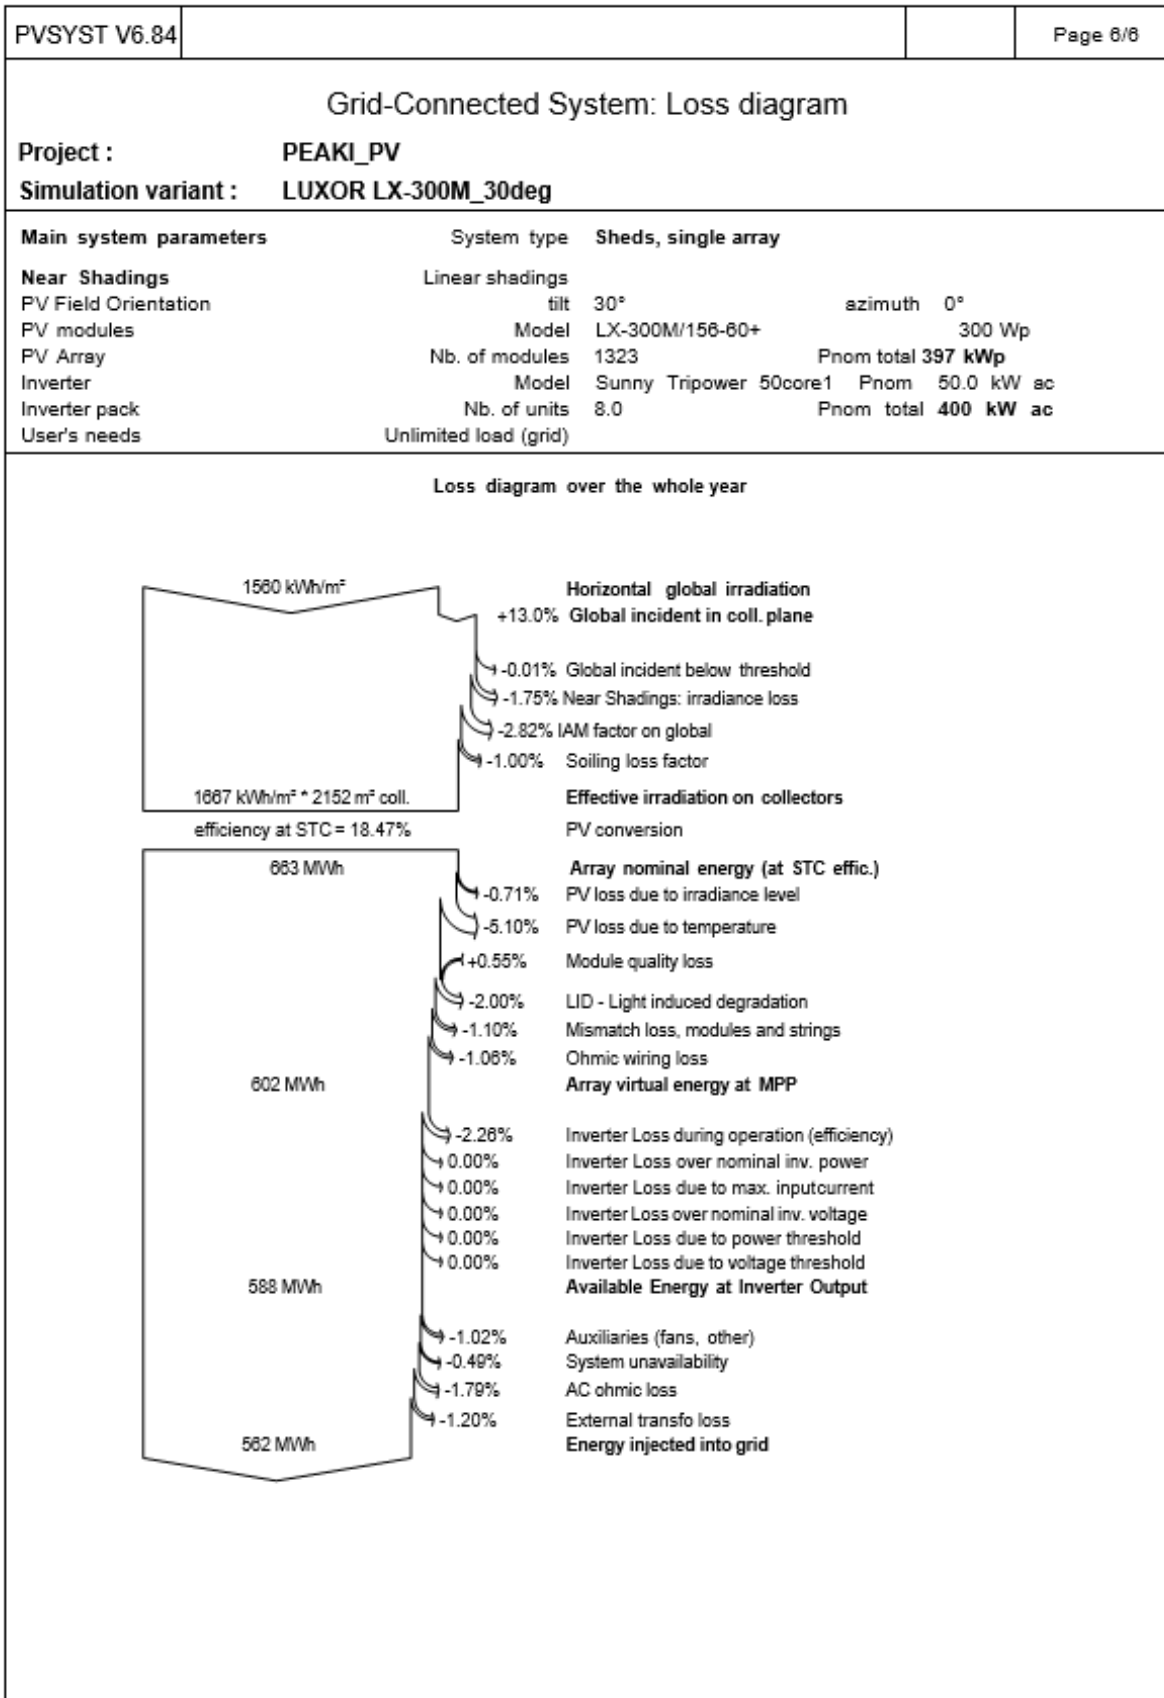 PVSYST V6.84 Page 6/6
Grid-Connected System: Loss diagram
Project : PEAKI_PV
Simulation variant : LUXOR LX-300M_30deg
Main system parameters System type Sheds, single array
Near Shadings Linear shadings
PV Field Orientation tilt 30° azimuth 0°
PV modules Model LX-300M/156-60+ 300 Wp
PV Array Nb. of modules 1323 Pnom total 397 kWp
Inverter Model Sunny Tripower 50core1 Pnom 50.0 kW ac
Inverter pack Nb. of units 8.0 Pnom total 400 kW ac
User's needs Unlimited load (grid)
Loss diagram over the whole year
1560 kWh/m² Horizontal global irradiation
+13.0% Global incident in coll. plane
-0.01% Global incident below threshold
-1.75% Near Shadings: irradiance loss
-2.82% IAM factor on global
-1.00% Soiling loss factor
1667 kWh/m² * 2152 m² coll. Effective irradiation on collectors
efficiency at STC = 18.47% PV conversion
663 MWh Array nominal energy (at STC effic.)
-0.71% PV loss due to irradiance level
-5.10% PV loss due to temperature
+0.55% Module quality loss
-2.00% LID - Light induced degradation
-1.10% Mismatch loss, modules and strings
-1.06% Ohmic wiring loss
602 MWh Array virtual energy at MPP
-2.26% Inverter Loss during operation (efficiency)
0.00% Inverter Loss over nominal inv. power
0.00% Inverter Loss due to max. inputcurrent
0.00% Inverter Loss over nominal inv. voltage
0.00% Inverter Loss due to power threshold
0.00% Inverter Loss due to voltage threshold
588 MWh Available Energy at Inverter Output
-1.02% Auxiliaries (fans, other)
-0.49% System unavailability
-1.79% AC ohmic loss
-1.20% External transfo loss
562 MWh Energy injected into grid